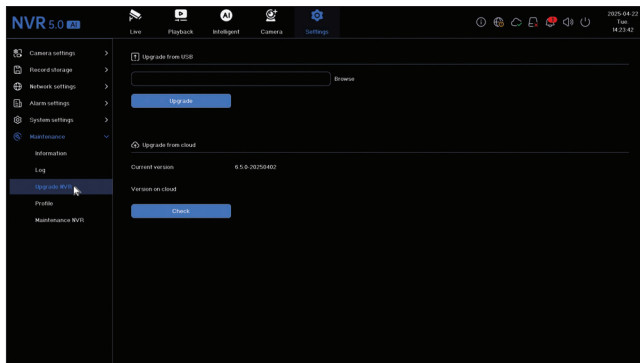 NVR 5.0 AI
Live
Playback
AI
Intelligent
Camera
Settings
2025-04-22
Tue.
14:23:42
Camera settings
Record storage
Network settings
Alarm settings
System settings
Maintenance
Information
Log
Upgrade NVR
Profile
Maintenance NVR
Upgrade from USB
Browse
Upgrade
Upgrade from cloud
Current version 6.5.0-20250402
Version on cloud
Check